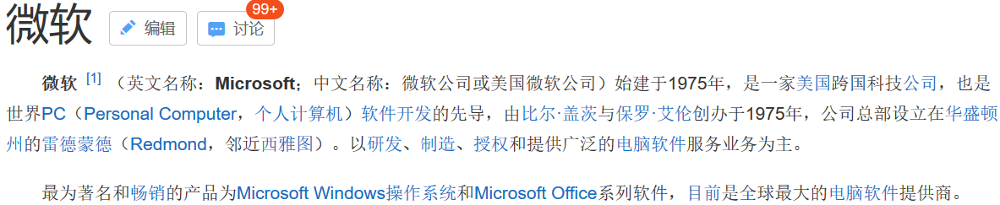 微软 编辑 讨论 99+
微软 [1] （英文名称：Microsoft；中文名称：微软公司或美国微软公司）始建于1975年，是一家美国跨国科技公司，也是
世界PC（Personal Computer，个人计算机）软件开发的先导，由比尔·盖茨与保罗·艾伦创办于1975年，公司总部设立在华盛顿
州的雷德蒙德（Redmond，邻近西雅图）。以研发、制造、授权和提供广泛的电脑软件服务业务为主。
最为著名和畅销的产品为Microsoft Windows操作系统和Microsoft Office系列软件，目前是全球最大的电脑软件提供商。